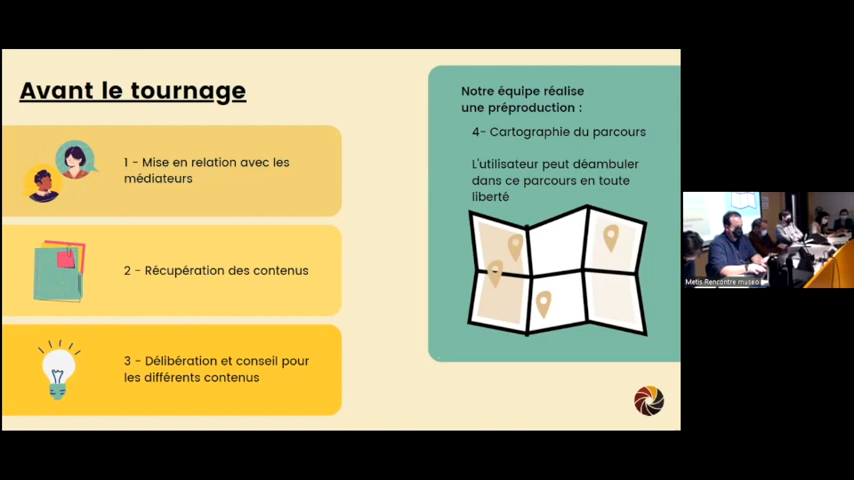 Avant le tournage
1 - Mise en relation avec les
médiateurs
2 - Récupération des contenus
3 - Délibération et conseil pour
les différents contenus
Notre équipe réalise
une préproduction :
4- Cartographie du parcours
L'utilisateur peut déambuler
dans ce parcours en toute
liberté
Metis Rencontre museo